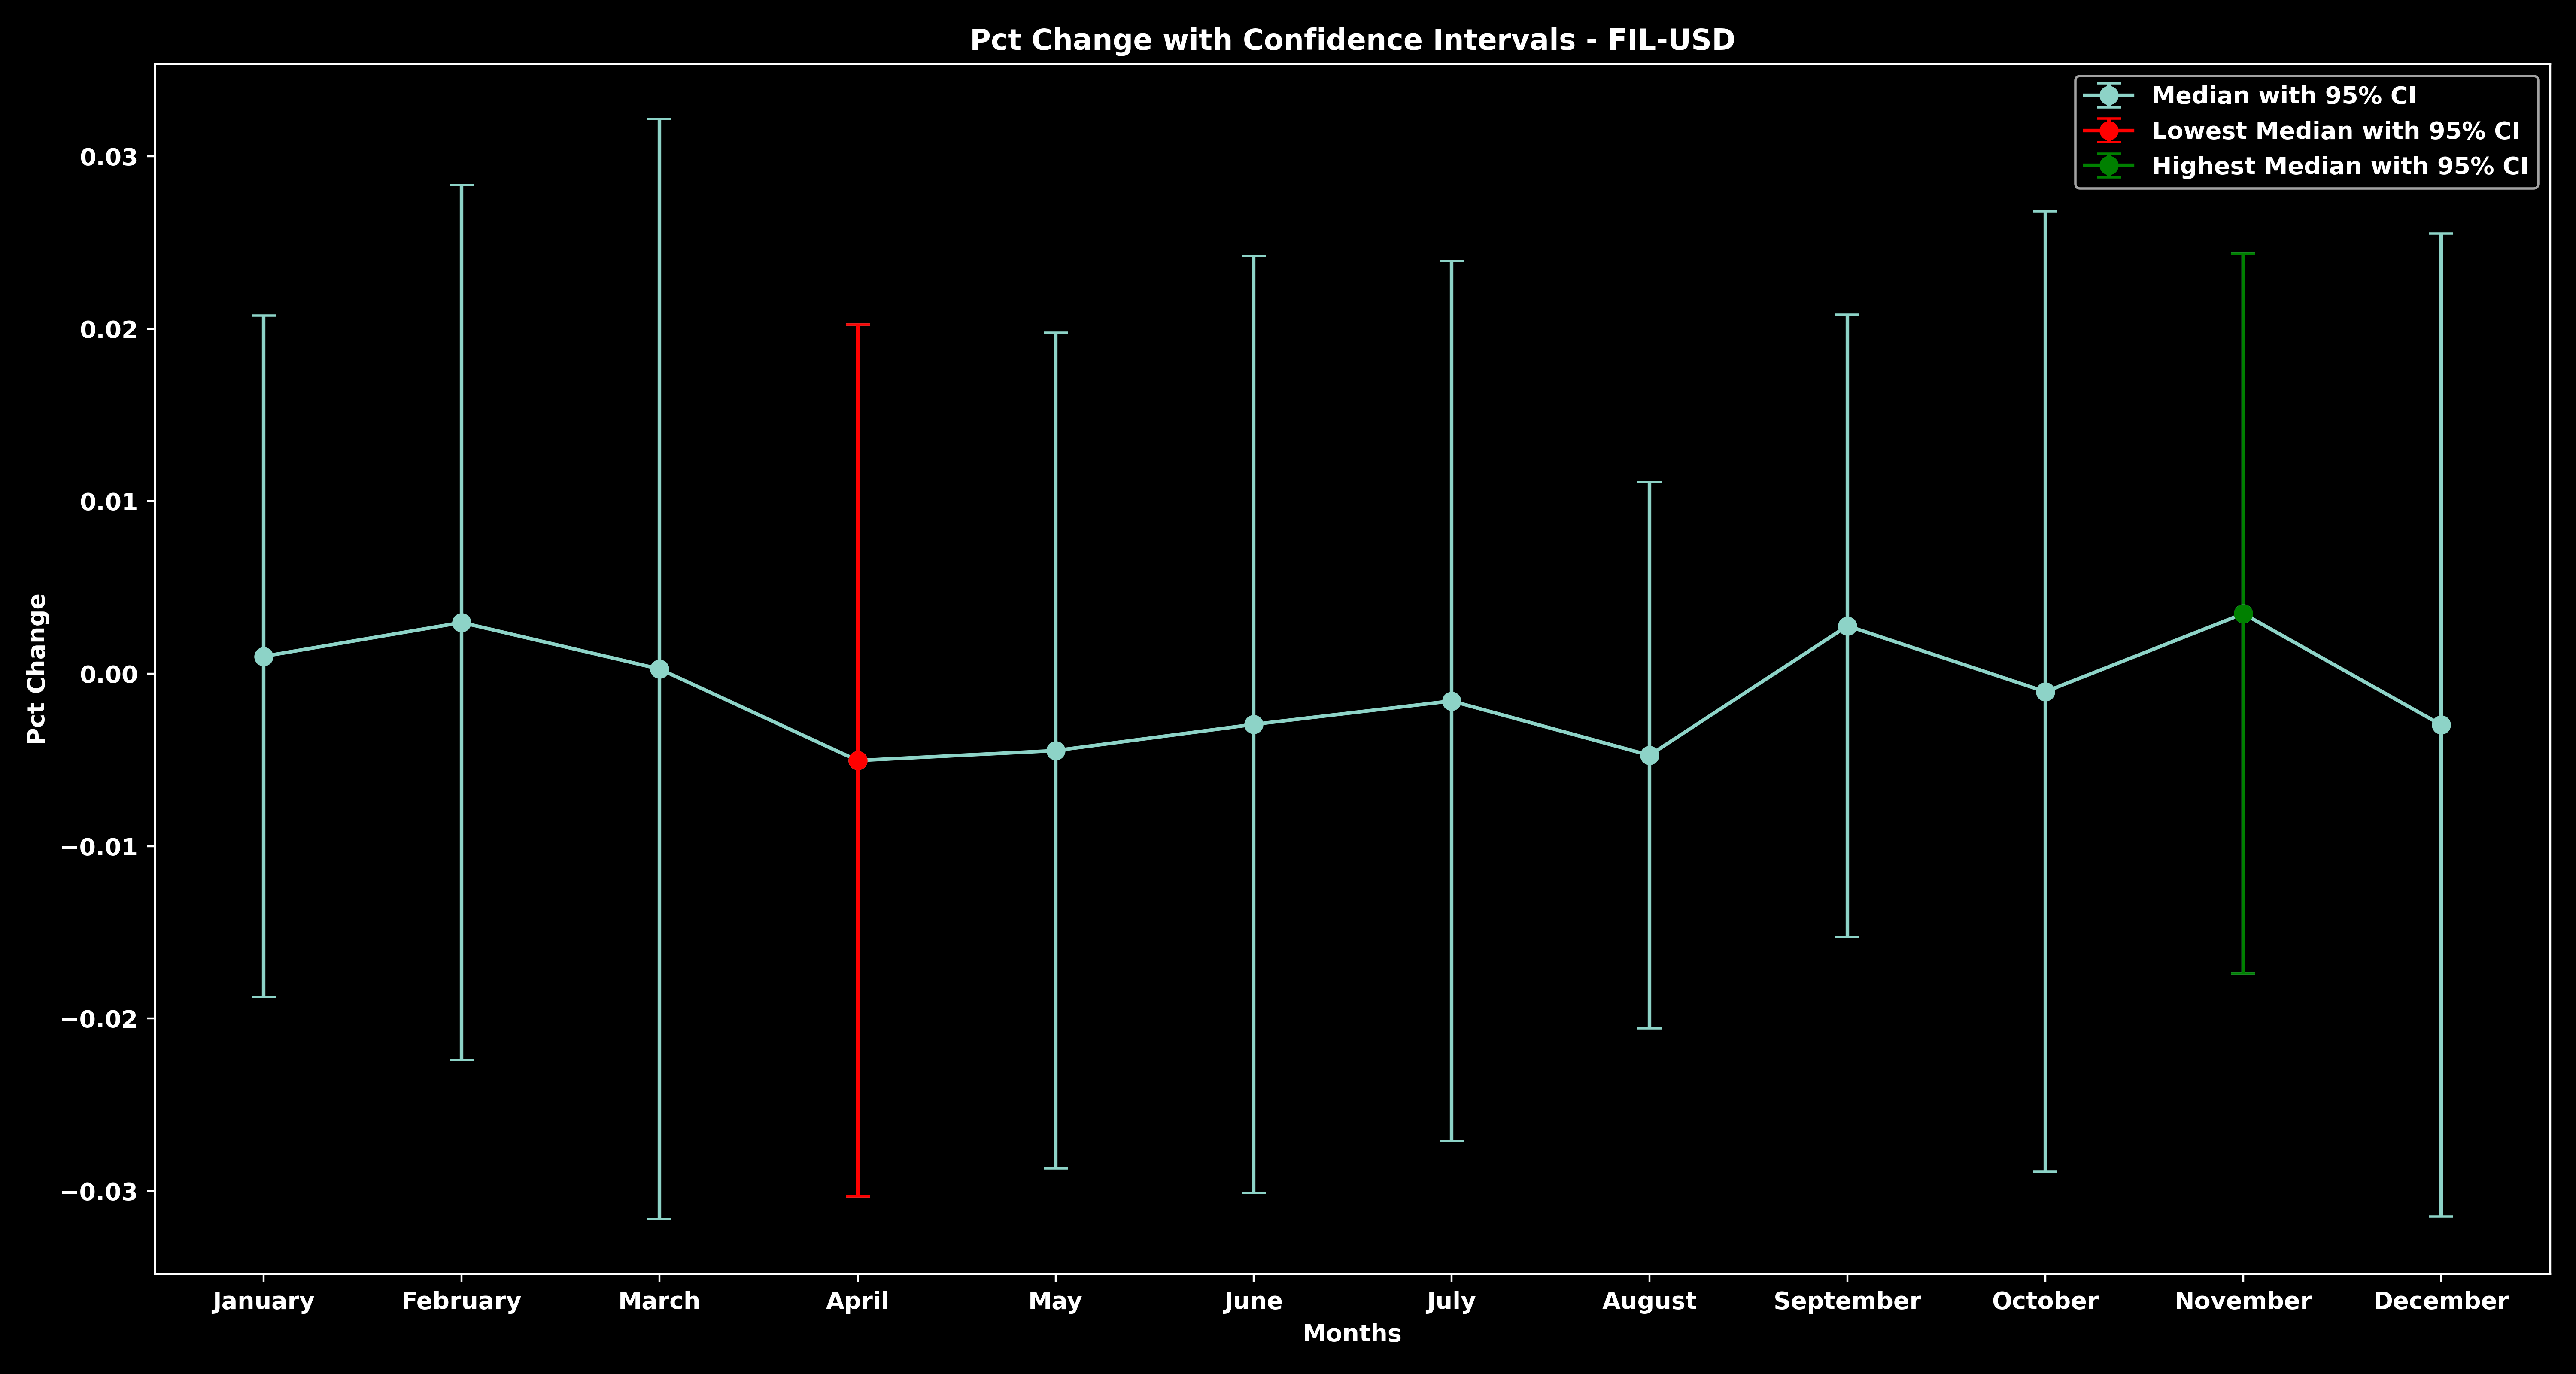 Pct Change with Confidence Intervals - FIL-USD
Median with 95% CI
Lowest Median with 95% CI
Highest Median with 95% CI
Pct Change
0.03
0.02
0.01
0.00
−0.01
−0.02
−0.03
January February March April May June July August September October November December
Months